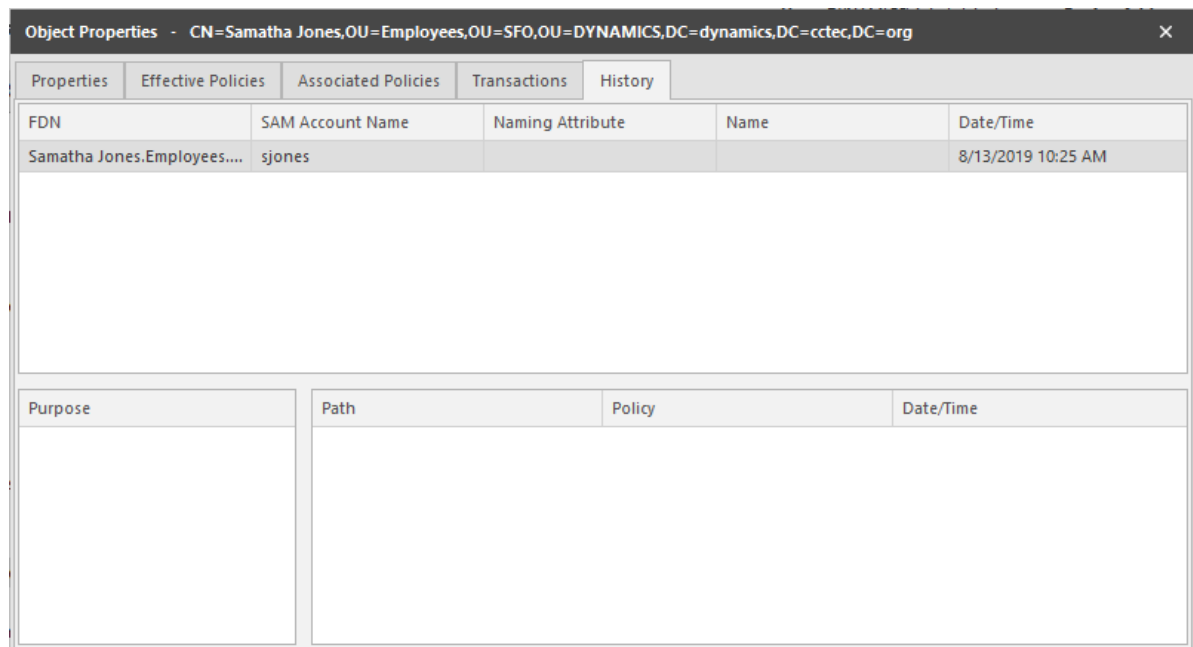 Object Properties - CN=Samatha Jones,OU=Employees,OU=SFO,OU=DYNAMICS,DC=dynamics,DC=cctec,DC=org ×
Properties Effective Policies Associated Policies Transactions History
FDN SAM Account Name Naming Attribute Name Date/Time
Samatha Jones.Employees.... sjones 8/13/2019 10:25 AM
Purpose Path Policy Date/Time